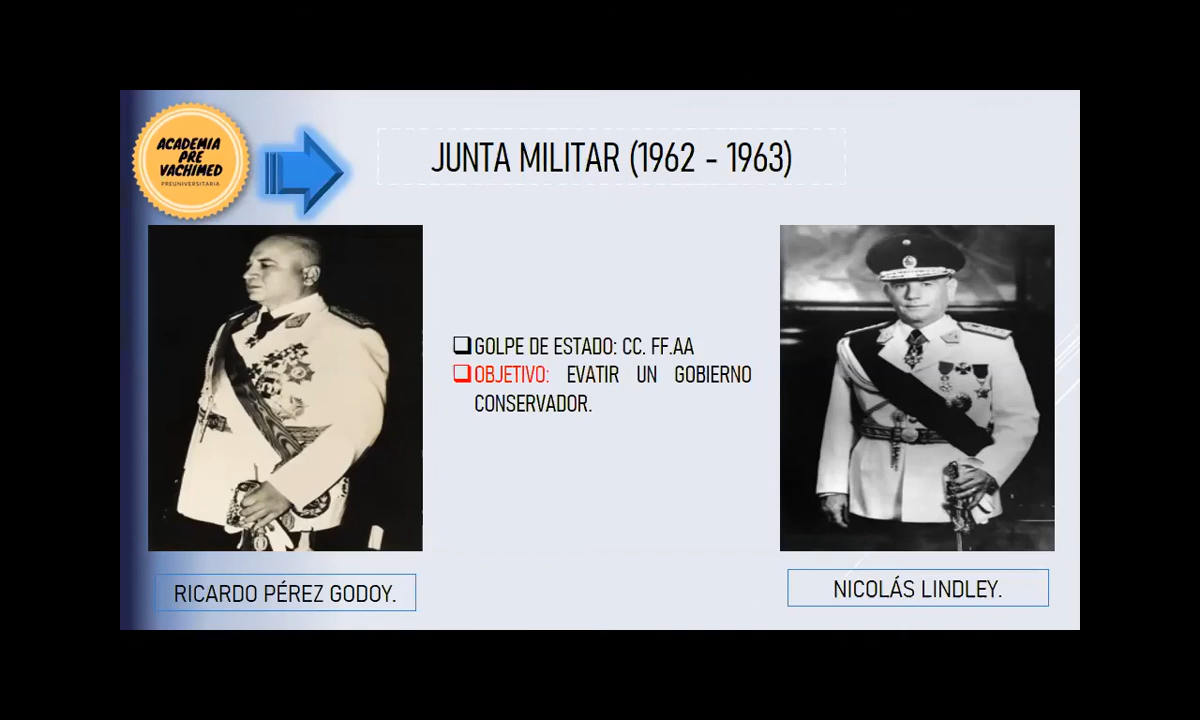 ACADEMIA
PRE
VACHIMED
PREUNIVERSITARIA
JUNTA MILITAR (1962 - 1963)
GOLPE DE ESTADO: CC. FF.AA
OBJETIVO: EVATIR UN GOBIERNO
CONSERVADOR.
RICARDO PÉREZ GODOY.
NICOLÁS LINDLEY.